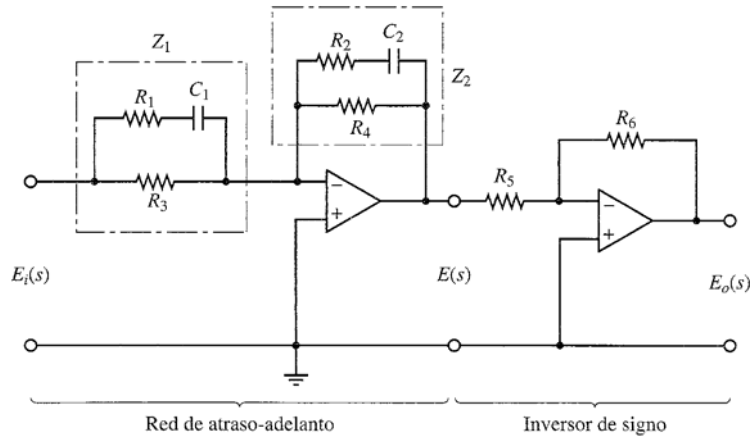 Z₁
R₁
C₁
R₃
R₂
C₂
Z₂
R₄
−
+
R₅
R₆
−
+
Eᵢ(s)
E(s)
Eₒ(s)
Red de atraso-adelanto
Inversor de signo